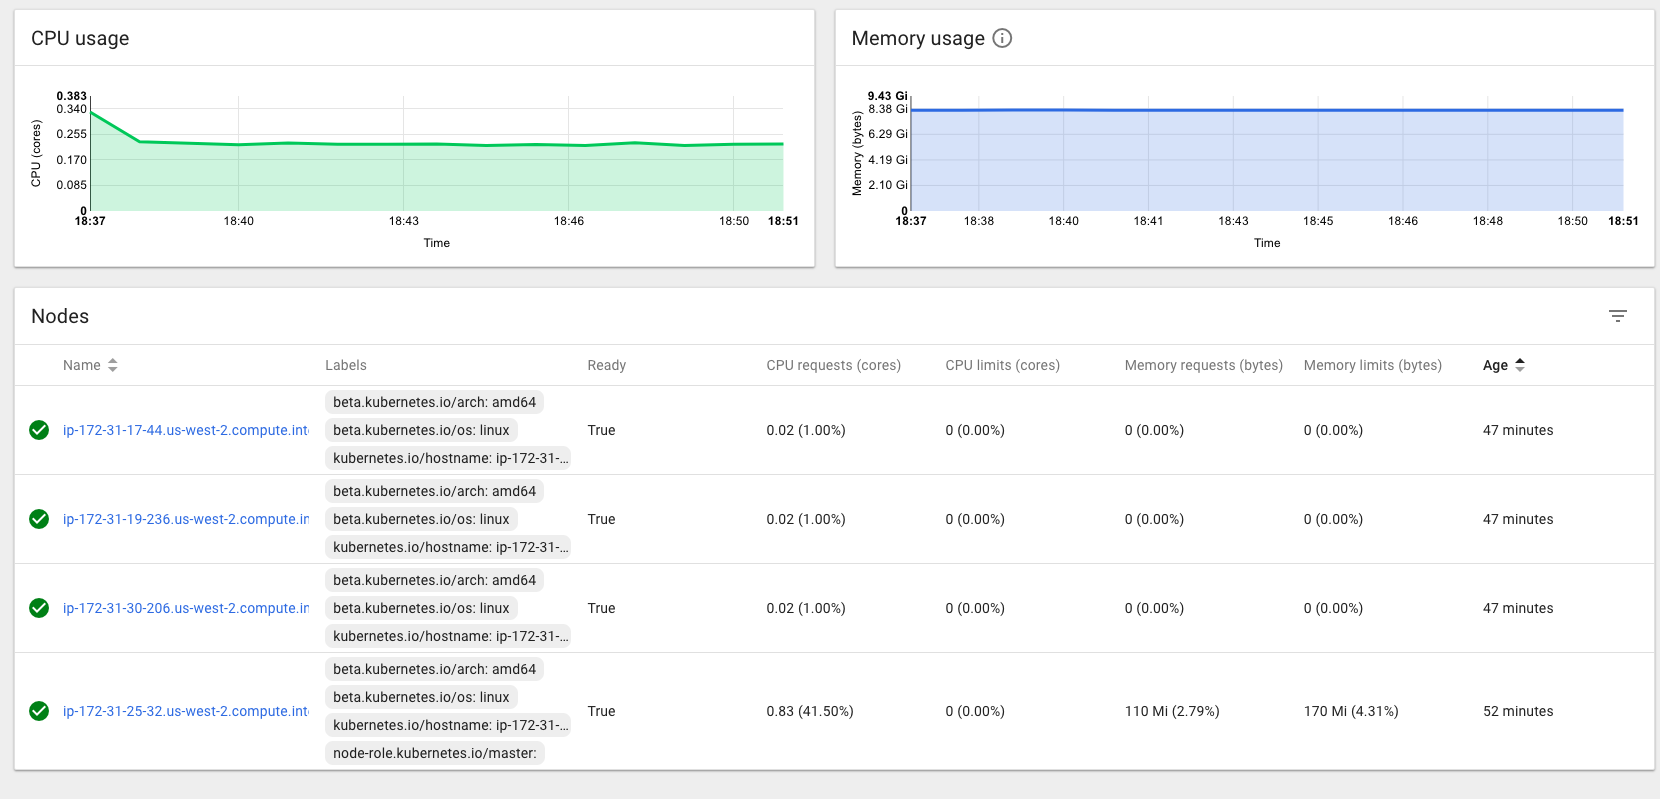 CPU usage
0.383
0.340
0.255
0.170
0.085
0
CPU (cores)
18:37 18:40 18:43 18:46 18:50 18:51
Time
Memory usage
9.43 Gi
8.38 Gi
6.29 Gi
4.19 Gi
2.10 Gi
0
Memory (bytes)
18:37 18:38 18:40 18:41 18:43 18:45 18:46 18:48 18:50 18:51
Time
Nodes
Name Labels Ready CPU requests (cores) CPU limits (cores) Memory requests (bytes) Memory limits (bytes) Age
beta.kubernetes.io/arch: amd64
ip-172-31-17-44.us-west-2.compute.int beta.kubernetes.io/os: linux True 0.02 (1.00%) 0 (0.00%) 0 (0.00%) 0 (0.00%) 47 minutes
kubernetes.io/hostname: ip-172-31-...
beta.kubernetes.io/arch: amd64
ip-172-31-19-236.us-west-2.compute.in beta.kubernetes.io/os: linux True 0.02 (1.00%) 0 (0.00%) 0 (0.00%) 0 (0.00%) 47 minutes
kubernetes.io/hostname: ip-172-31-...
beta.kubernetes.io/arch: amd64
ip-172-31-30-206.us-west-2.compute.in beta.kubernetes.io/os: linux True 0.02 (1.00%) 0 (0.00%) 0 (0.00%) 0 (0.00%) 47 minutes
kubernetes.io/hostname: ip-172-31-...
beta.kubernetes.io/arch: amd64
beta.kubernetes.io/os: linux
ip-172-31-25-32.us-west-2.compute.int True 0.83 (41.50%) 0 (0.00%) 110 Mi (2.79%) 170 Mi (4.31%) 52 minutes
kubernetes.io/hostname: ip-172-31-...
node-role.kubernetes.io/master: